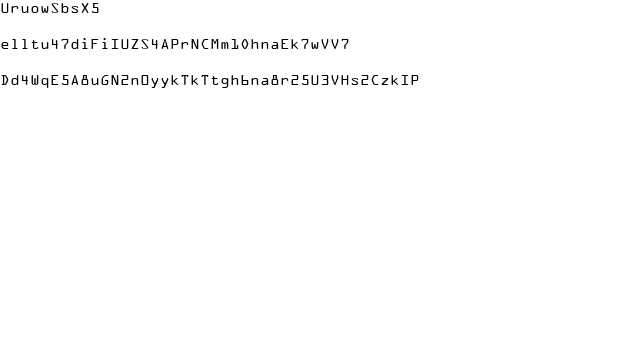 UruowSbsX5
elltu47diFiIUZS4APrNCMm10hnaEk7wVV7
Dd4WqE5A8uGN2nOyykTkTtgh6na8r25U3VHs2CzkIP